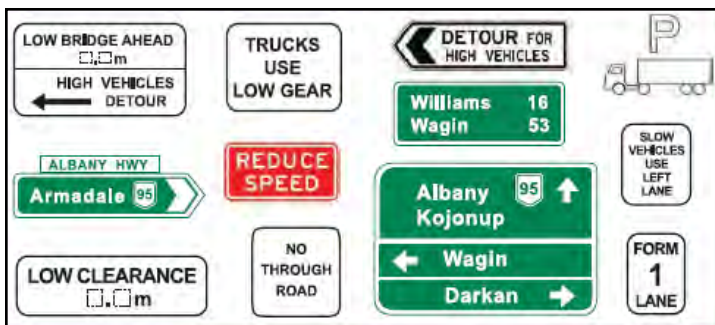 LOW BRIDGE AHEAD
⬚.⬚m
HIGH VEHICLES
DETOUR
TRUCKS
USE
LOW GEAR
DETOUR FOR
HIGH VEHICLES
P
Williams 16
Wagin 53
ALBANY HWY
Armadale 95
REDUCE
SPEED
SLOW
VEHICLES
USE
LEFT
LANE
Albany 95
Kojonup
Wagin
Darkan
LOW CLEARANCE
⬚.⬚m
NO
THROUGH
ROAD
FORM
1
LANE